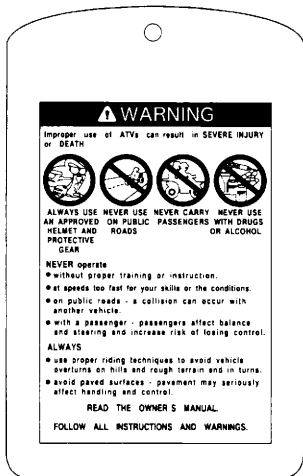 WARNING
Improper use of ATVs can result in SEVERE INJURY
or DEATH
ALWAYS USE
AN APPROVED
HELMET AND
PROTECTIVE
GEAR
NEVER USE
ON PUBLIC
ROADS
NEVER CARRY
PASSENGERS
NEVER USE
WITH DRUGS
OR ALCOHOL
NEVER operate
● without proper training or instruction.
● at speeds too fast for your skills or the conditions.
● on public roads - a collision can occur with
another vehicle.
● with a passenger - passengers affect balance
and steering and increase risk of losing control.
ALWAYS
● use proper riding techniques to avoid vehicle
overturns on hills and rough terrain and in turns.
● avoid paved surfaces - pavement may seriously
affect handling and control.
READ THE OWNER S MANUAL.
FOLLOW ALL INSTRUCTIONS AND WARNINGS.